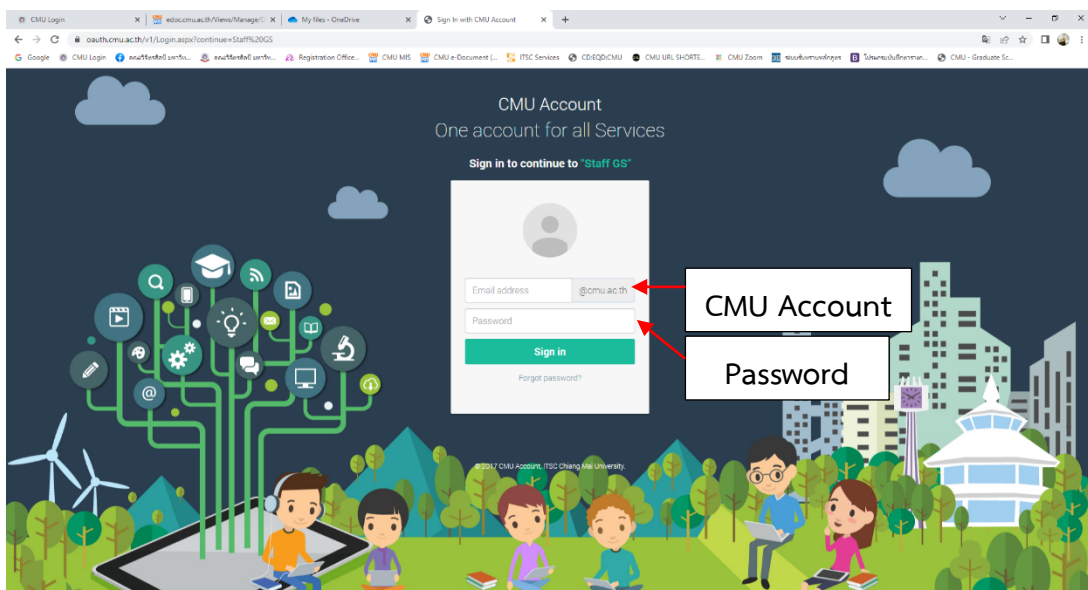 CMU Login
edoc.cmu.ac.th/Views/Manage/
My files - OneDrive
Sign In with CMU Account
oauth.cmu.ac.th/v1/Login.aspx?continue=Staff%20GS
Google
CMU Login
Registration Office...
CMU MIS
CMU e-Document (...
ITSC Services
CD:EQD:CMU
CMU URL SHORTE...
CMU Zoom
CMU - Graduate Sc...
CMU Account
One account for all Services
Sign in to continue to "Staff GS"
Email address @cmu.ac.th
CMU Account
Password
Sign in
Password
Forgot password?
@
© 2017 CMU Account, ITSC Chiang Mai University.